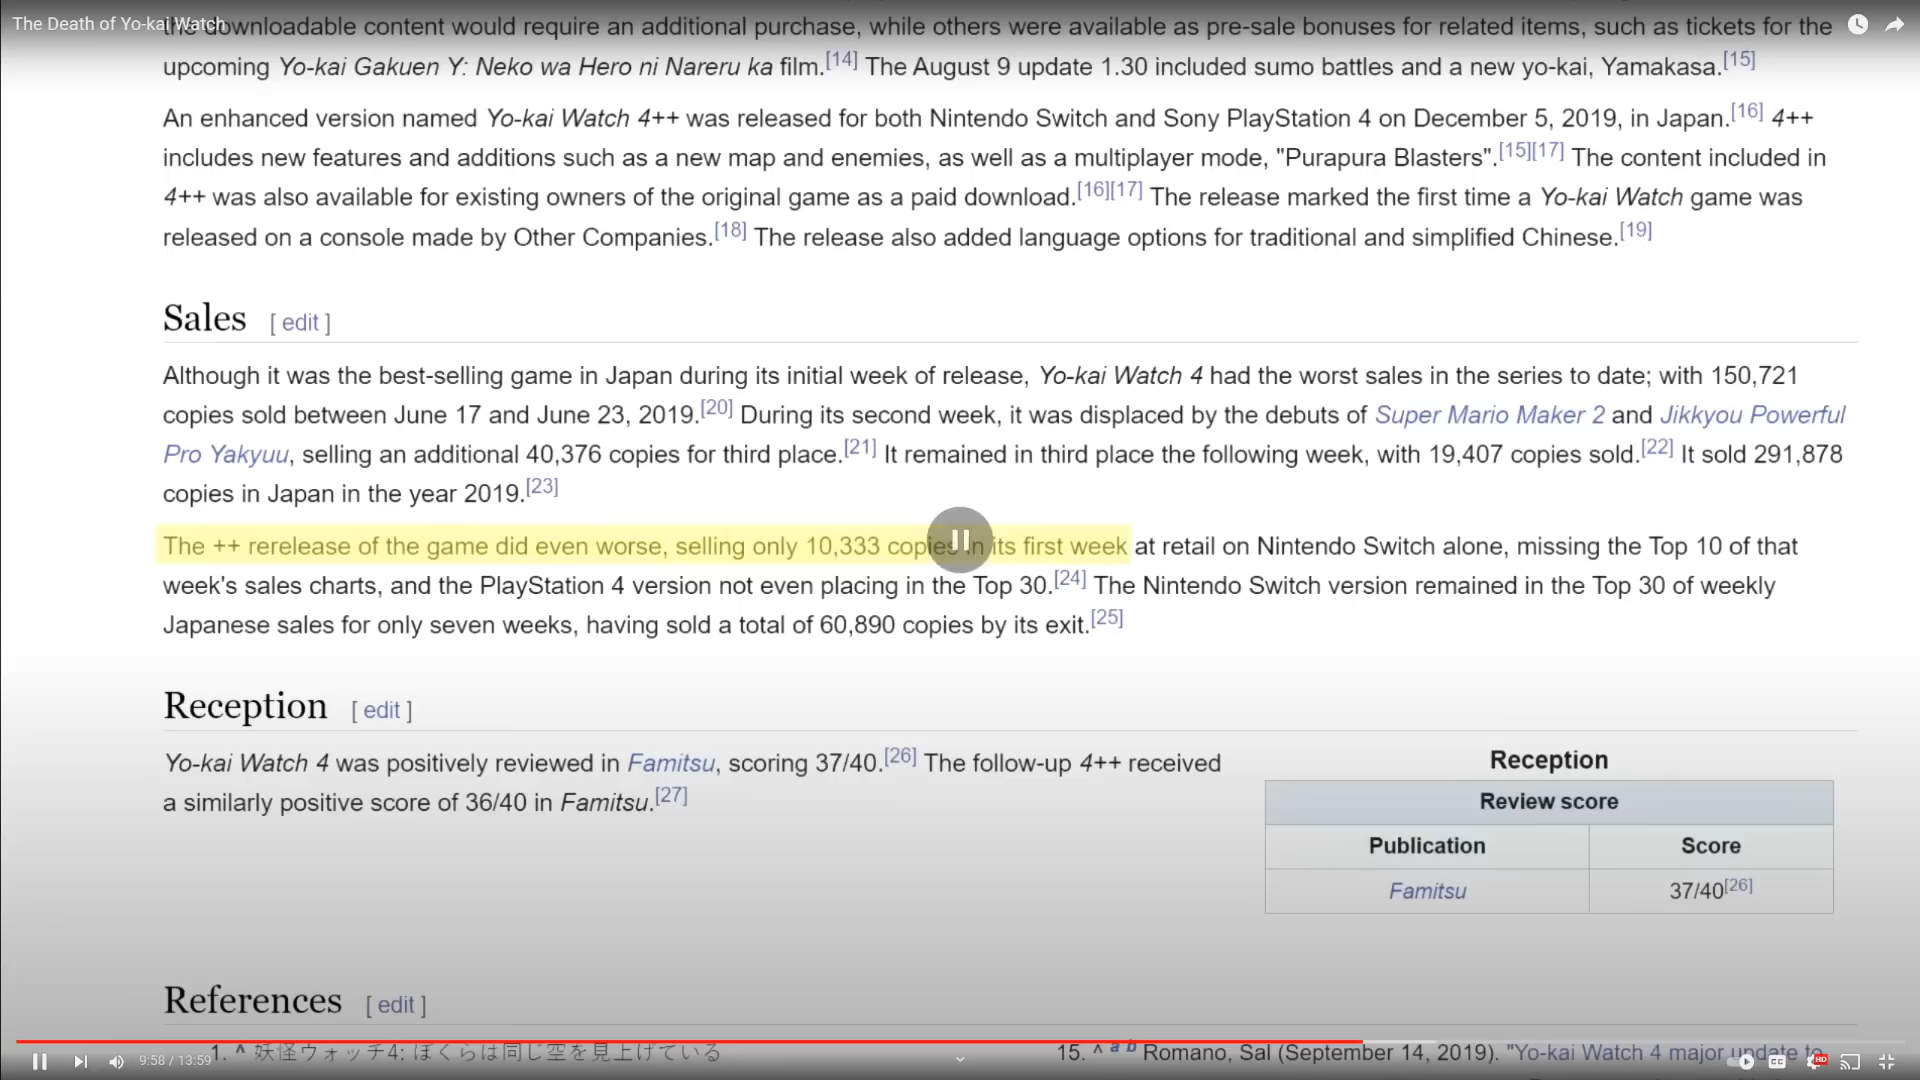 The Death of Yo-kai Watch
the downloadable content would require an additional purchase, while others were available as pre-sale bonuses for related items, such as tickets for the
upcoming Yo-kai Gakuen Y: Neko wa Hero ni Nareru ka film.[14] The August 9 update 1.30 included sumo battles and a new yo-kai, Yamakasa.[15]
An enhanced version named Yo-kai Watch 4++ was released for both Nintendo Switch and Sony PlayStation 4 on December 5, 2019, in Japan.[16] 4++
includes new features and additions such as a new map and enemies, as well as a multiplayer mode, "Purapura Blasters".[15][17] The content included in
4++ was also available for existing owners of the original game as a paid download.[16][17] The release marked the first time a Yo-kai Watch game was
released on a console made by Other Companies.[18] The release also added language options for traditional and simplified Chinese.[19]
Sales [ edit ]
Although it was the best-selling game in Japan during its initial week of release, Yo-kai Watch 4 had the worst sales in the series to date; with 150,721
copies sold between June 17 and June 23, 2019.[20] During its second week, it was displaced by the debuts of Super Mario Maker 2 and Jikkyou Powerful
Pro Yakyuu, selling an additional 40,376 copies for third place.[21] It remained in third place the following week, with 19,407 copies sold.[22] It sold 291,878
copies in Japan in the year 2019.[23]
The ++ rerelease of the game did even worse, selling only 10,333 copies in its first week at retail on Nintendo Switch alone, missing the Top 10 of that
week's sales charts, and the PlayStation 4 version not even placing in the Top 30.[24] The Nintendo Switch version remained in the Top 30 of weekly
Japanese sales for only seven weeks, having sold a total of 60,890 copies by its exit.[25]
Reception [ edit ]
Yo-kai Watch 4 was positively reviewed in Famitsu, scoring 37/40.[26] The follow-up 4++ received
a similarly positive score of 36/40 in Famitsu.[27]
Reception
Review score
Publication Score
Famitsu 37/40[26]
References [ edit ]
1. ^ 妖怪ウォッチ4: ぼくらは同じ空を見上げている
15. ^ a b Romano, Sal (September 14, 2019). "Yo-kai Watch 4 major update to
9:58 / 13:59
CC
HD